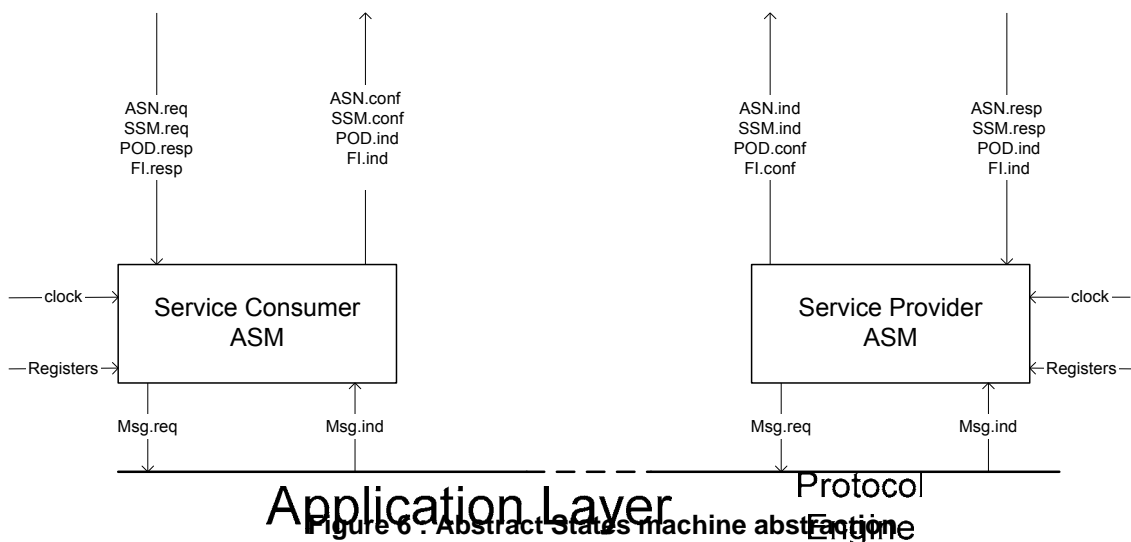 ASN.req
SSM.req
POD.resp
FI.resp
ASN.conf
SSM.conf
POD.ind
FI.ind
ASN.ind
SSM.ind
POD.conf
FI.conf
ASN.resp
SSM.resp
POD.ind
FI.ind
clock
Registers
Service Consumer
ASM
Service Provider
ASM
clock
Registers
Msg.req
Msg.ind
Msg.req
Msg.ind
Application Layer
Protocol
Engine
Figure 6 : Abstract States machine abstraction